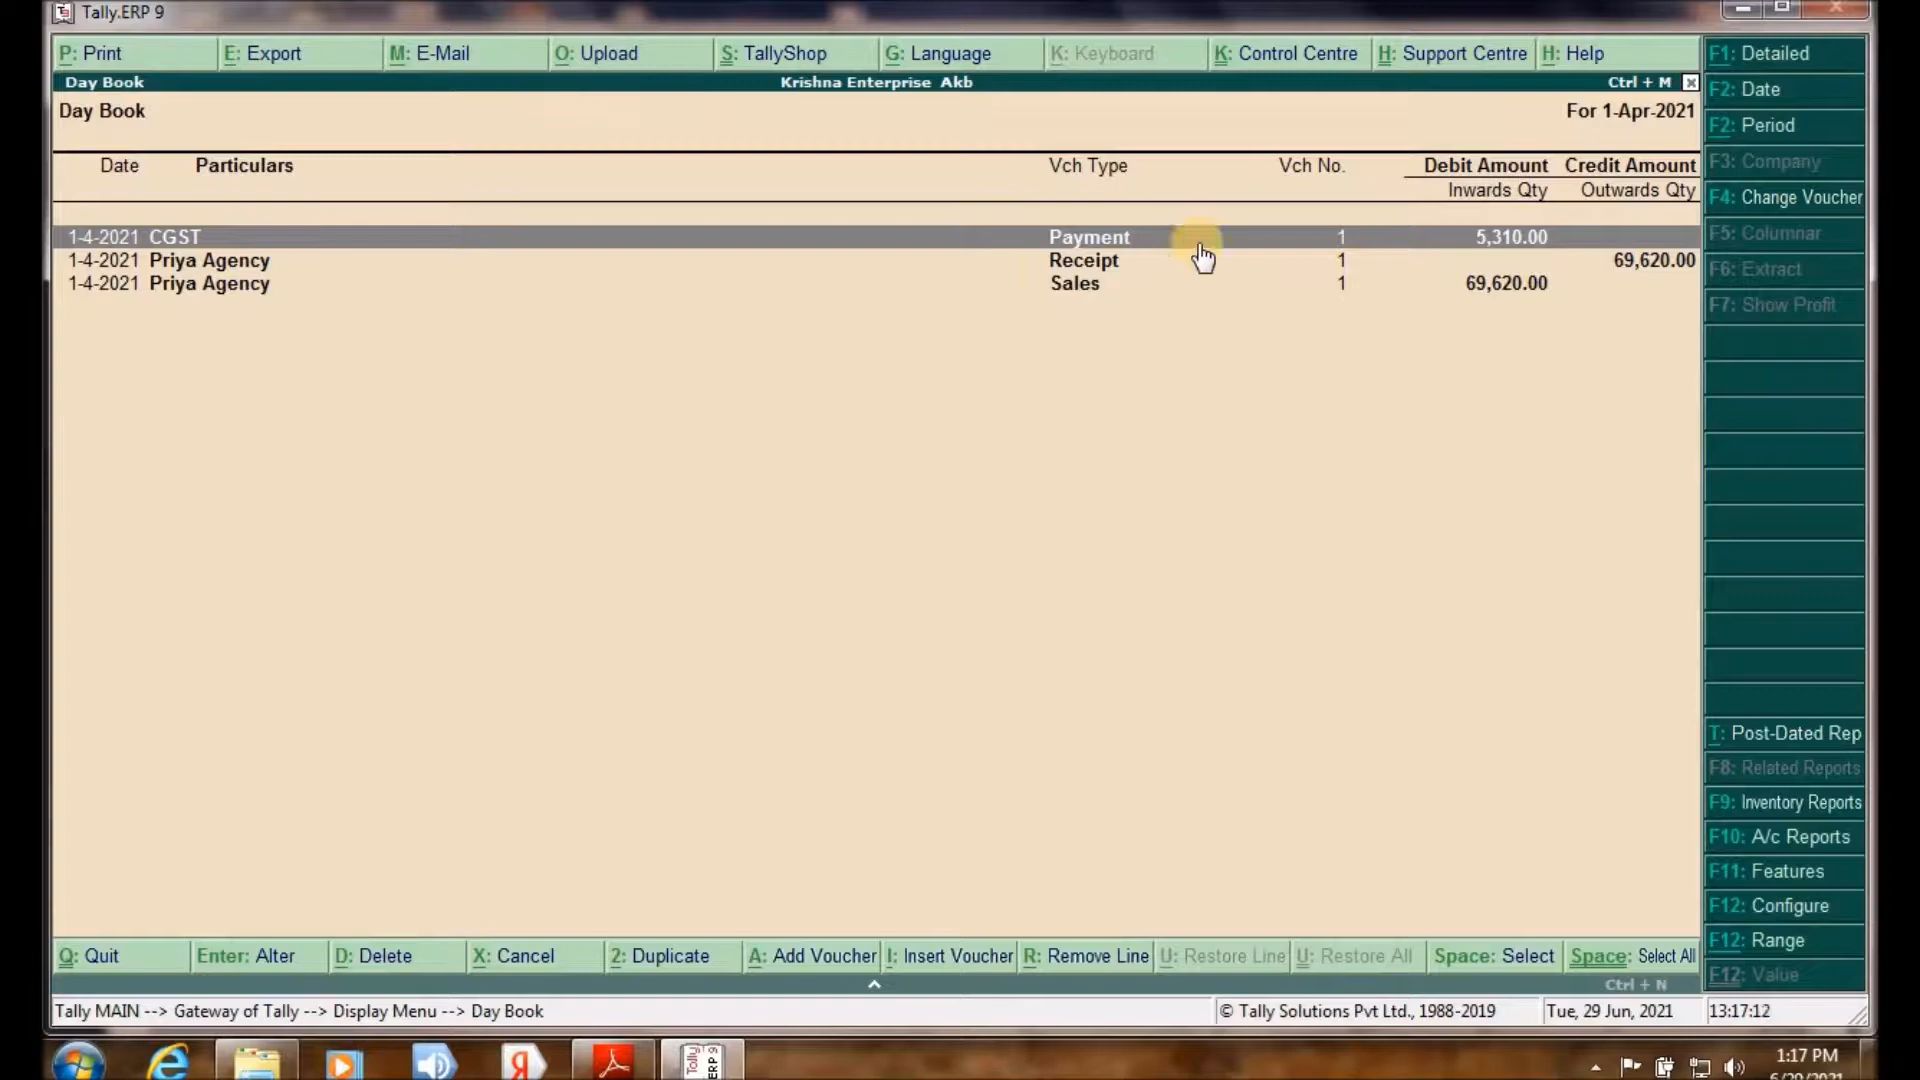 Tally.ERP 9
P: Print E: Export M: E-Mail O: Upload S: TallyShop G: Language K: Keyboard K: Control Centre H: Support Centre H: Help
Day Book Krishna Enterprise Akb Ctrl + M
Day Book For 1-Apr-2021
Date Particulars Vch Type Vch No. Debit Amount Credit Amount
Inwards Qty Outwards Qty
1-4-2021 CGST Payment 1 5,310.00
1-4-2021 Priya Agency Receipt 1 69,620.00
1-4-2021 Priya Agency Sales 1 69,620.00
F1: Detailed
F2: Date
F2: Period
F3: Company
F4: Change Voucher
F5: Columnar
F6: Extract
F7: Show Profit
T: Post-Dated Rep
F8: Related Reports
F9: Inventory Reports
F10: A/c Reports
F11: Features
F12: Configure
F12: Range
F12: Value
Q: Quit Enter: Alter D: Delete X: Cancel 2: Duplicate A: Add Voucher I: Insert Voucher R: Remove Line U: Restore Line U: Restore All Space: Select Space: Select All
Ctrl + N
Tally MAIN --> Gateway of Tally --> Display Menu --> Day Book © Tally Solutions Pvt Ltd., 1988-2019 Tue, 29 Jun, 2021 13:17:12
Tally
ERP 9
1:17 PM
6/29/2021